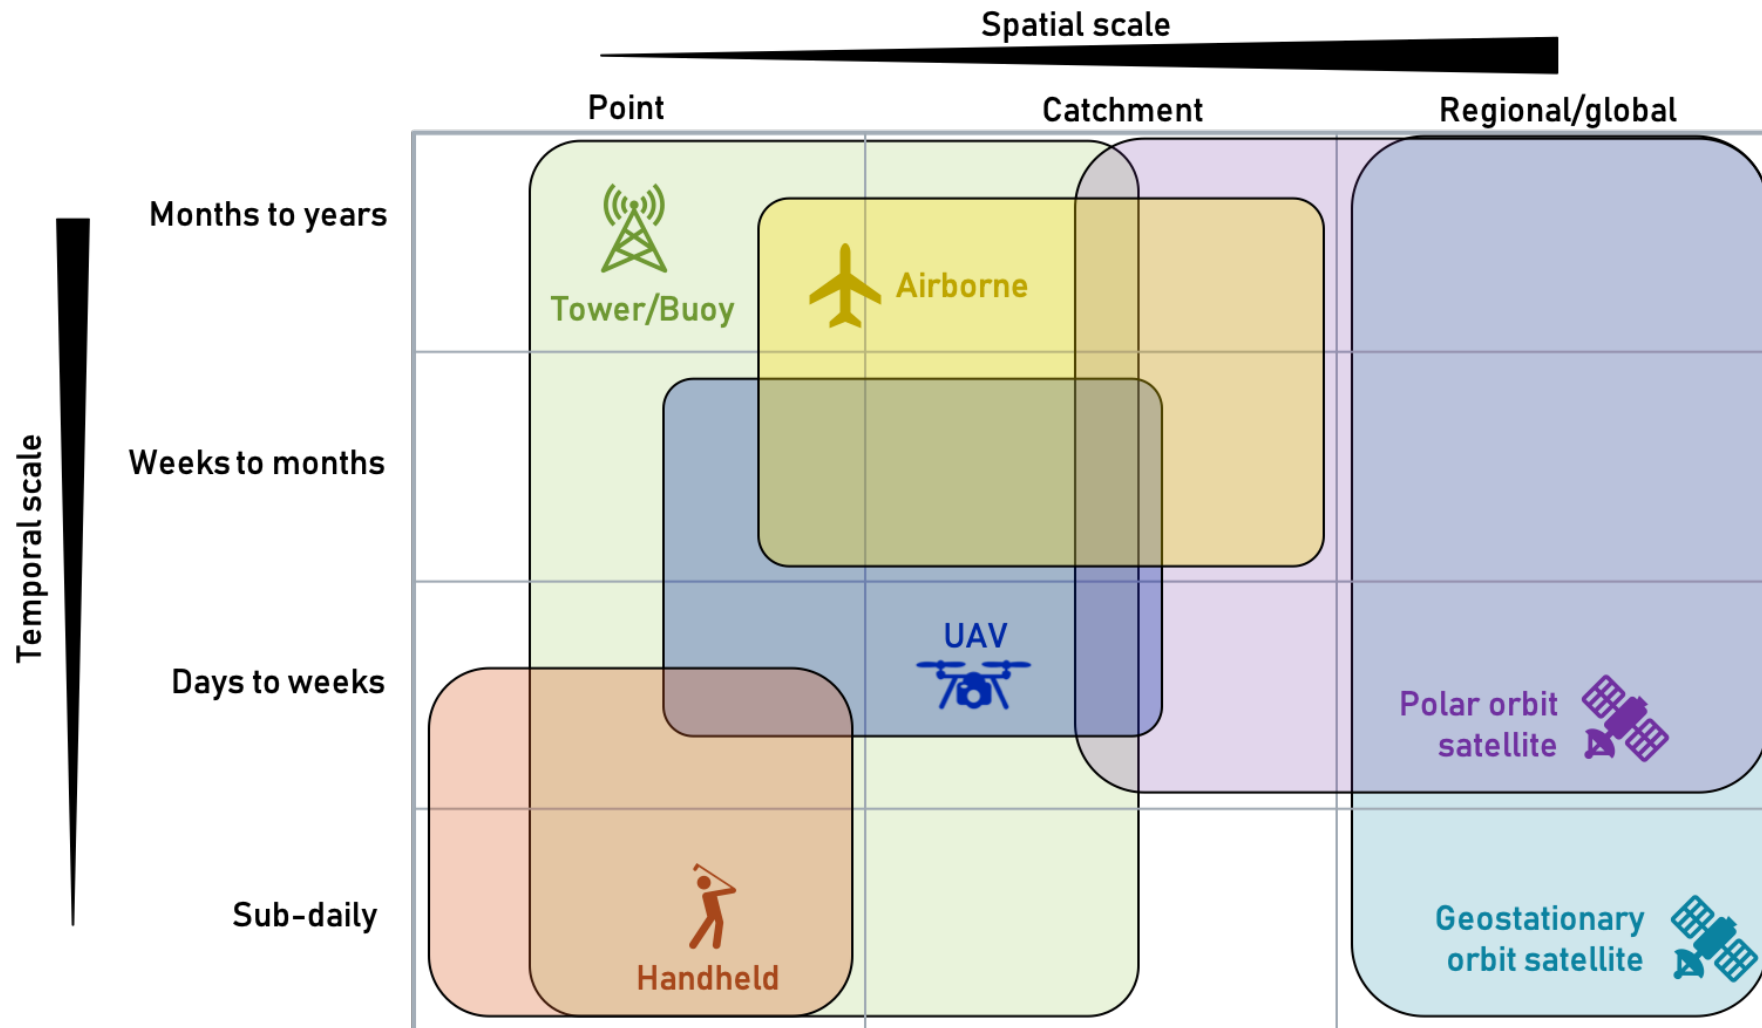 Spatial scale
Point
Catchment
Regional/global
Temporal scale
Months to years
Weeks to months
Days to weeks
Sub-daily
Tower/Buoy
Airborne
UAV
Polar orbit
satellite
Handheld
Geostationary
orbit satellite